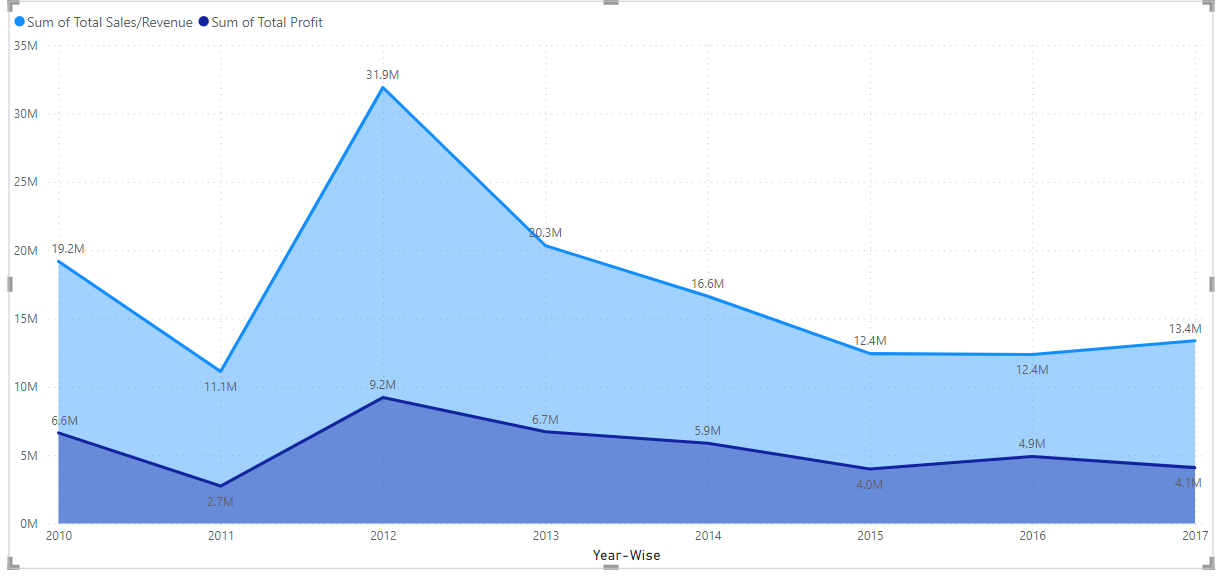 Sum of Total Sales/Revenue Sum of Total Profit
35M
31.9M
30M
25M
20.3M
20M
19.2M
16.6M
15M
13.4M
12.4M
12.4M
11.1M
10M
9.2M
6.6M
6.7M
5.9M
5M
4.9M
4.0M
4.1M
2.7M
0M
2010 2011 2012 2013 2014 2015 2016 2017
Year-Wise